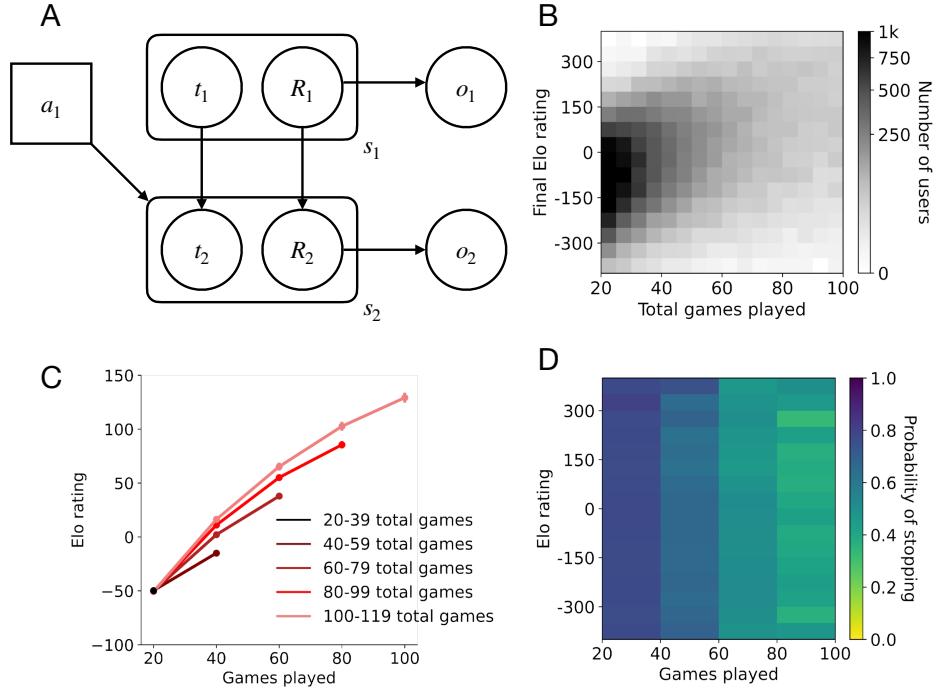 A
a1
t1
R1
o1
s1
t2
R2
o2
s2
B
Final Elo rating
300
150
0
-150
-300
20
40
60
80
100
Total games played
1k
750
500
250
0
Number of users
C
Elo rating
150
100
50
0
−50
−100
20
40
60
80
100
Games played
20-39 total games
40-59 total games
60-79 total games
80-99 total games
100-119 total games
D
Elo rating
300
150
0
-150
-300
20
40
60
80
100
Games played
1.0
0.8
0.6
0.4
0.2
0.0
Probability of stopping